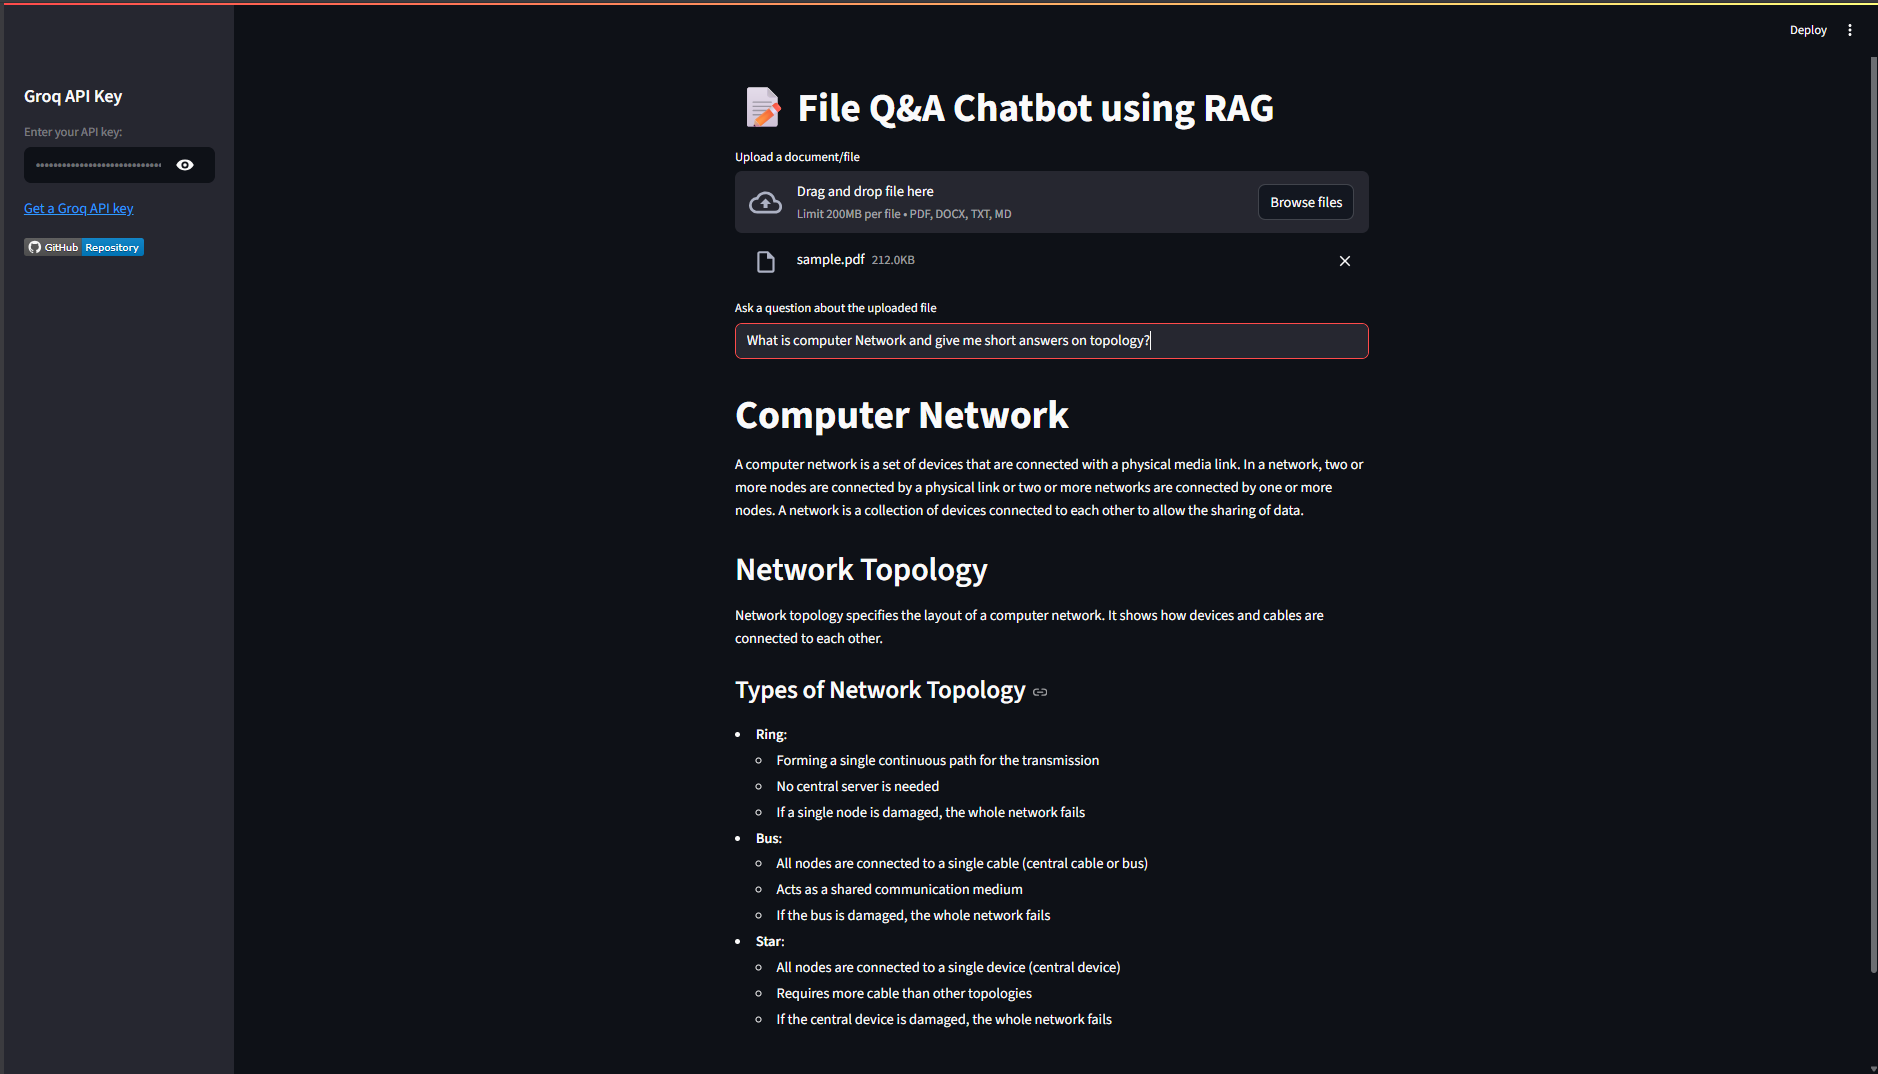 Deploy
Groq API Key
Enter your API key:
Get a Groq API key
GitHub Repository
File Q&A Chatbot using RAG
Upload a document/file
Drag and drop file here
Limit 200MB per file • PDF, DOCX, TXT, MD
Browse files
sample.pdf 212.0KB
Ask a question about the uploaded file
What is computer Network and give me short answers on topology?
Computer Network
A computer network is a set of devices that are connected with a physical media link. In a network, two or
more nodes are connected by a physical link or two or more networks are connected by one or more
nodes. A network is a collection of devices connected to each other to allow the sharing of data.
Network Topology
Network topology specifies the layout of a computer network. It shows how devices and cables are
connected to each other.
Types of Network Topology
• Ring:
◦ Forming a single continuous path for the transmission
◦ No central server is needed
◦ If a single node is damaged, the whole network fails
• Bus:
◦ All nodes are connected to a single cable (central cable or bus)
◦ Acts as a shared communication medium
◦ If the bus is damaged, the whole network fails
• Star:
◦ All nodes are connected to a single device (central device)
◦ Requires more cable than other topologies
◦ If the central device is damaged, the whole network fails